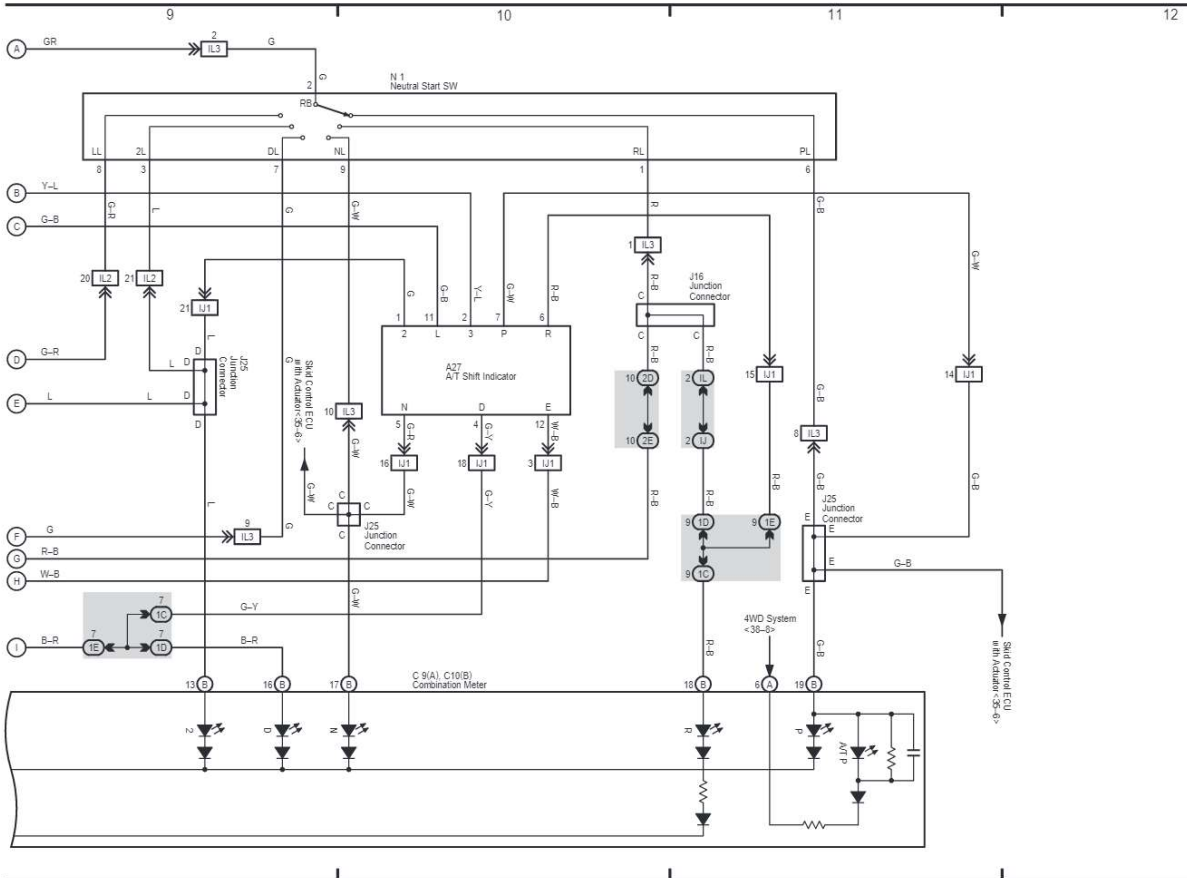 9
10
11
12
A
GR
2
IL3
G
G
2
N 1
Neutral Start SW
RB
LL
2L
DL
NL
RL
PL
8
3
7
9
1
6
B
Y–L
C
G–B
G–R
L
G
G–W
R
G–B
20
IL2
21
IL2
1
IL3
R–B
J16
Junction
Connector
C
C
C
G–W
21
IJ1
L
G
G–B
Y–L
G–W
R–B
1
11
2
7
6
2
L
3
P
R
A27
A/T Shift Indicator
N
D
E
5
4
12
G–R
G–Y
W–B
16
IJ1
18
IJ1
3
IJ1
G–W
G–Y
W–B
D
G–R
E
L
L
L
D
D
D
D
J25
Junction
Connector
G
Skid Control ECU
with Actuator<35–6>
G–W
10
IL3
G–W
C
C
C
C
J25
Junction
Connector
R–B
R–B
10
2D
2
IL
10
2E
2
IJ
R–B
R–B
15
IJ1
R–B
14
IJ1
G–B
G–B
8
IL3
G–B
J25
Junction
Connector
E
E
E
E
G–B
Skid Control ECU
with Actuator<35–6>
9
1D
9
1E
9
1C
F
G
9
IL3
G
G
R–B
H
W–B
L
G–W
7
1C
G–Y
I
B–R
7
1E
7
1D
B–R
4WD System
<38–8>
R–B
G–B
C 9(A), C10(B)
Combination Meter
13
B
16
B
17
B
18
B
6
A
19
B
2
D
N
R
P
A/T P